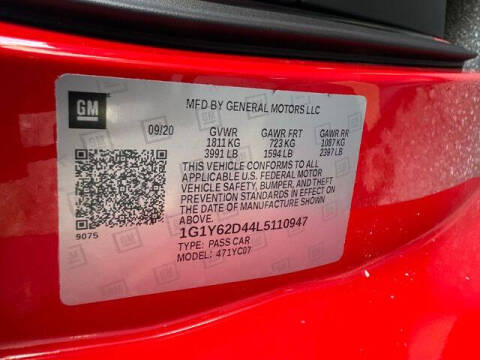 GM
MFD BY GENERAL MOTORS LLC
09/20 GVWR GAWR FRT GAWR RR
1811 KG 723 KG 1087 KG
3991 LB 1594 LB 2397 LB
THIS VEHICLE CONFORMS TO ALL
APPLICABLE U.S. FEDERAL MOTOR
VEHICLE SAFETY, BUMPER, AND THEFT
PREVENTION STANDARDS IN EFFECT
ON THE DATE OF MANUFACTURE SHOWN
ABOVE.
1G1Y62D44L5110947
9075
TYPE: PASS CAR
MODEL: 471YC07